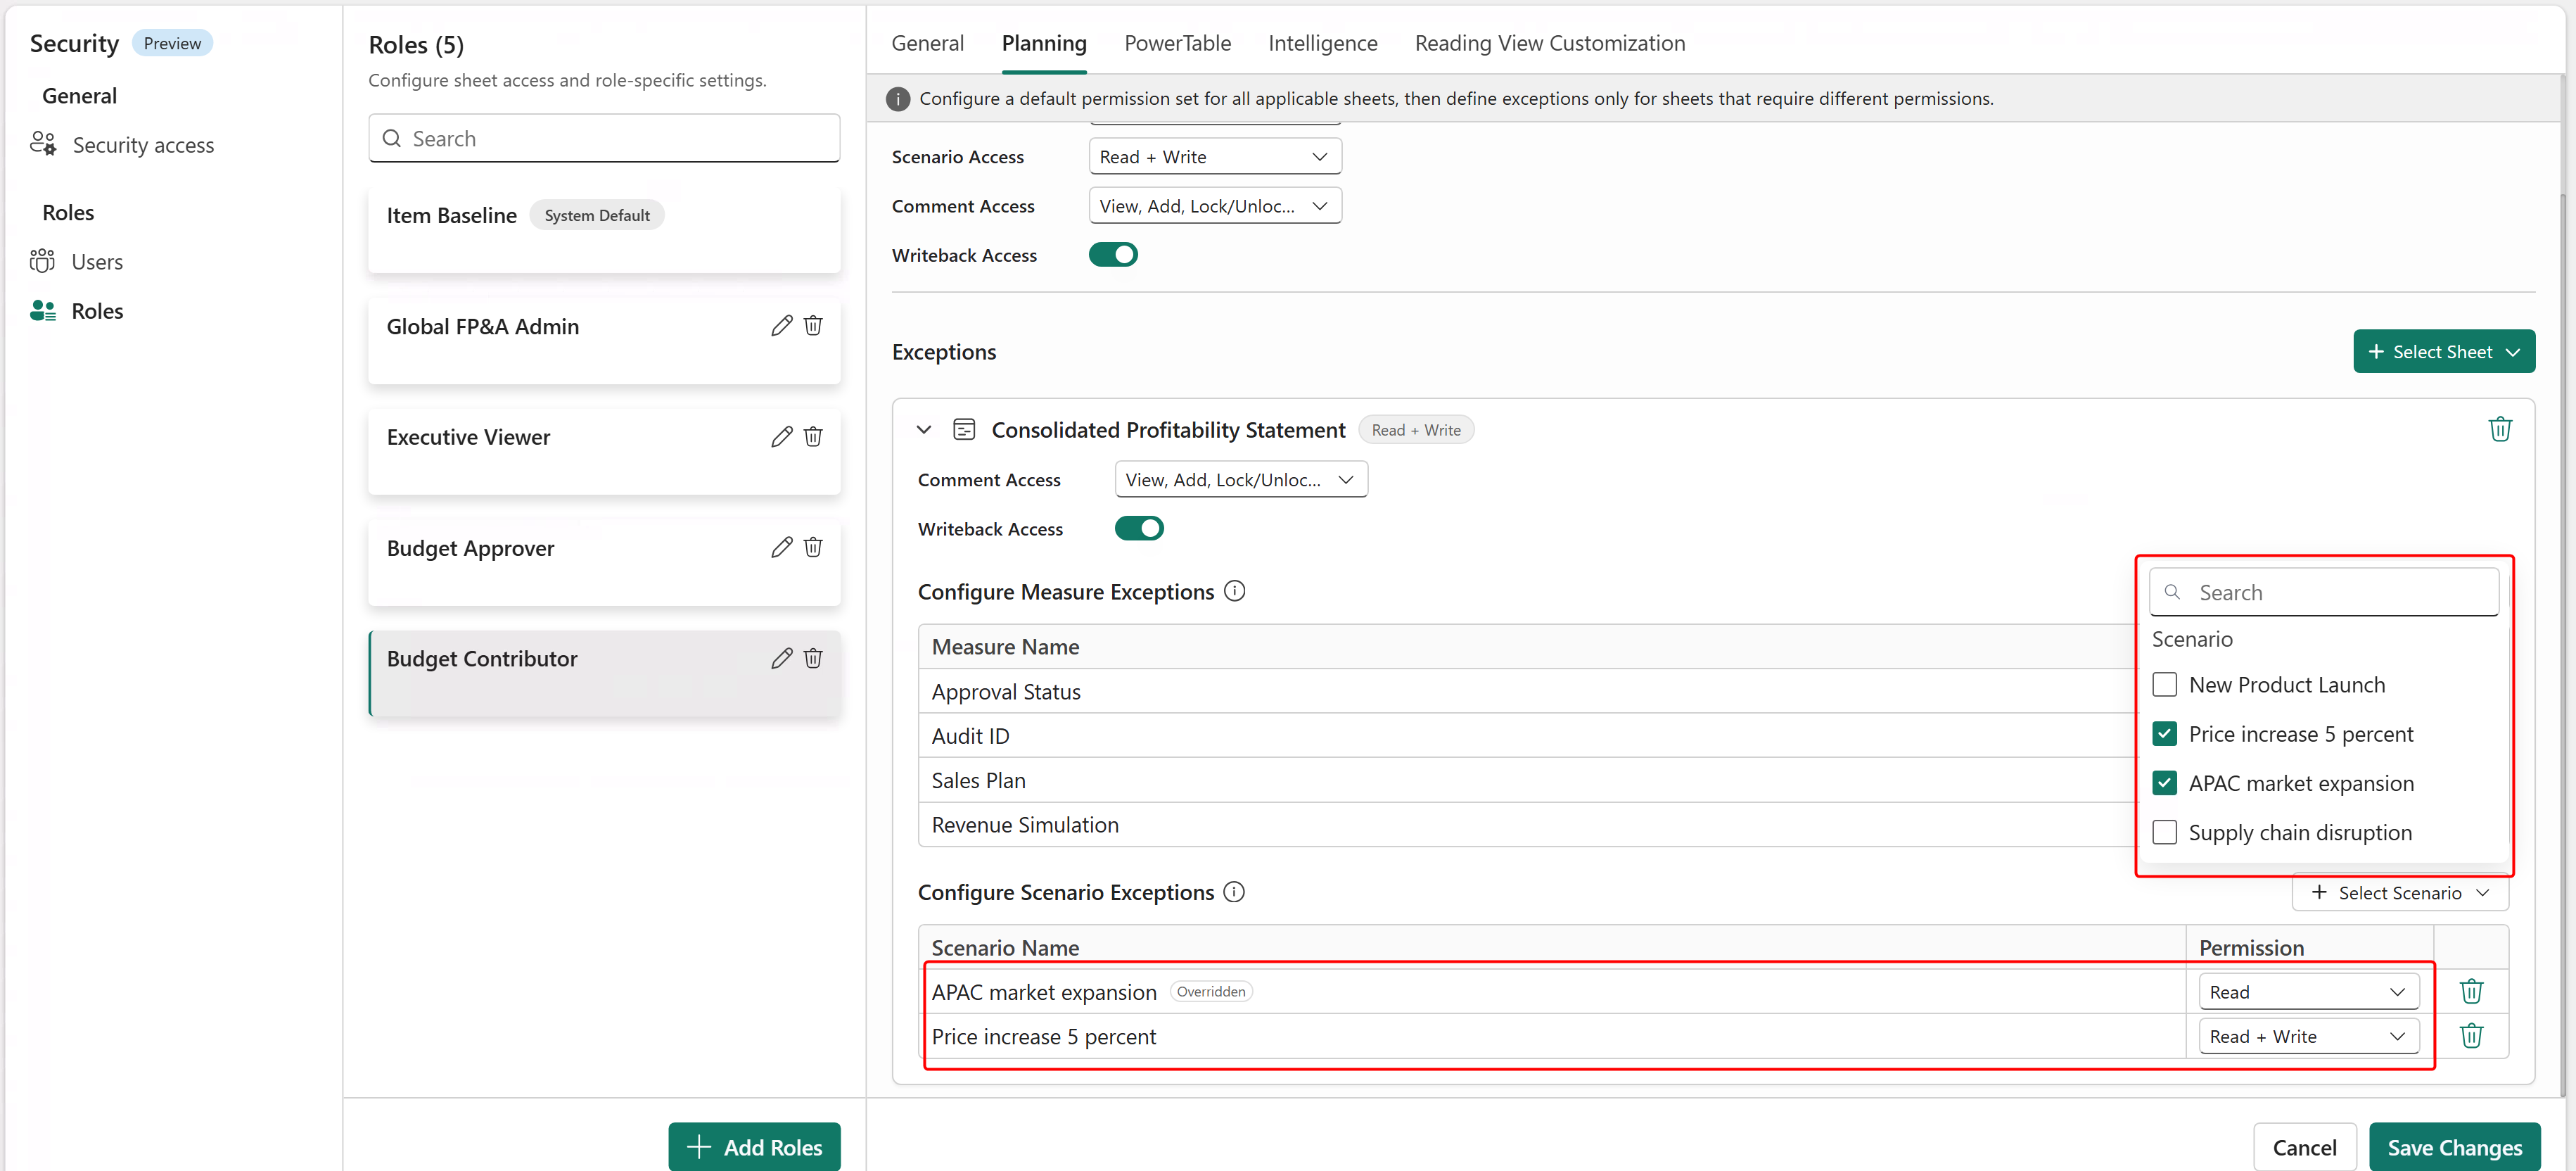 Security Preview
General
Security access
Roles
Users
Roles
Roles (5)
Configure sheet access and role-specific settings.
Search
Item Baseline System Default
Global FP&A Admin
Executive Viewer
Budget Approver
Budget Contributor
Add Roles
General Planning PowerTable Intelligence Reading View Customization
Configure a default permission set for all applicable sheets, then define exceptions only for sheets that require different permissions.
Scenario Access Read + Write
Comment Access View, Add, Lock/Unloc...
Writeback Access
Exceptions
Select Sheet
Consolidated Profitability Statement Read + Write
Comment Access View, Add, Lock/Unloc...
Writeback Access
Configure Measure Exceptions
Measure Name
Approval Status
Audit ID
Sales Plan
Revenue Simulation
Search
Scenario
New Product Launch
Price increase 5 percent
APAC market expansion
Supply chain disruption
Configure Scenario Exceptions
Select Scenario
Scenario Name Permission
APAC market expansion Overridden Read
Price increase 5 percent Read + Write
Cancel Save Changes